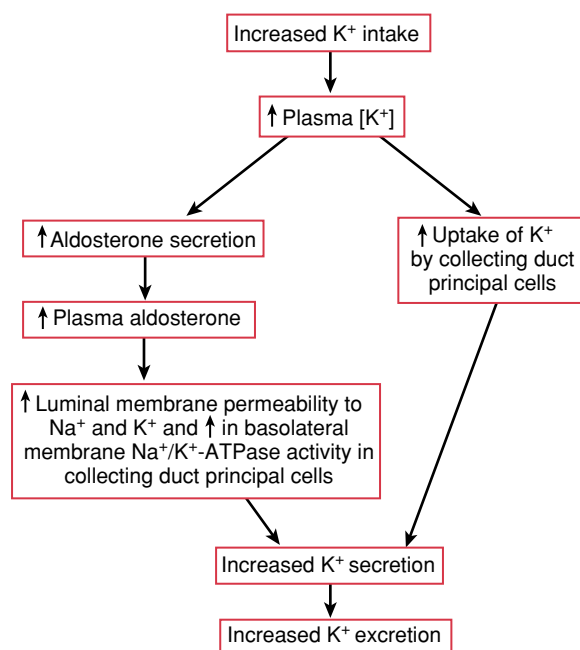 Increased K⁺ intake
↑ Plasma [K⁺]
↑ Aldosterone secretion
↑ Plasma aldosterone
↑ Luminal membrane permeability to
Na⁺ and K⁺ and ↑ in basolateral
membrane Na⁺/K⁺-ATPase activity in
collecting duct principal cells
↑ Uptake of K⁺
by collecting duct
principal cells
Increased K⁺ secretion
Increased K⁺ excretion